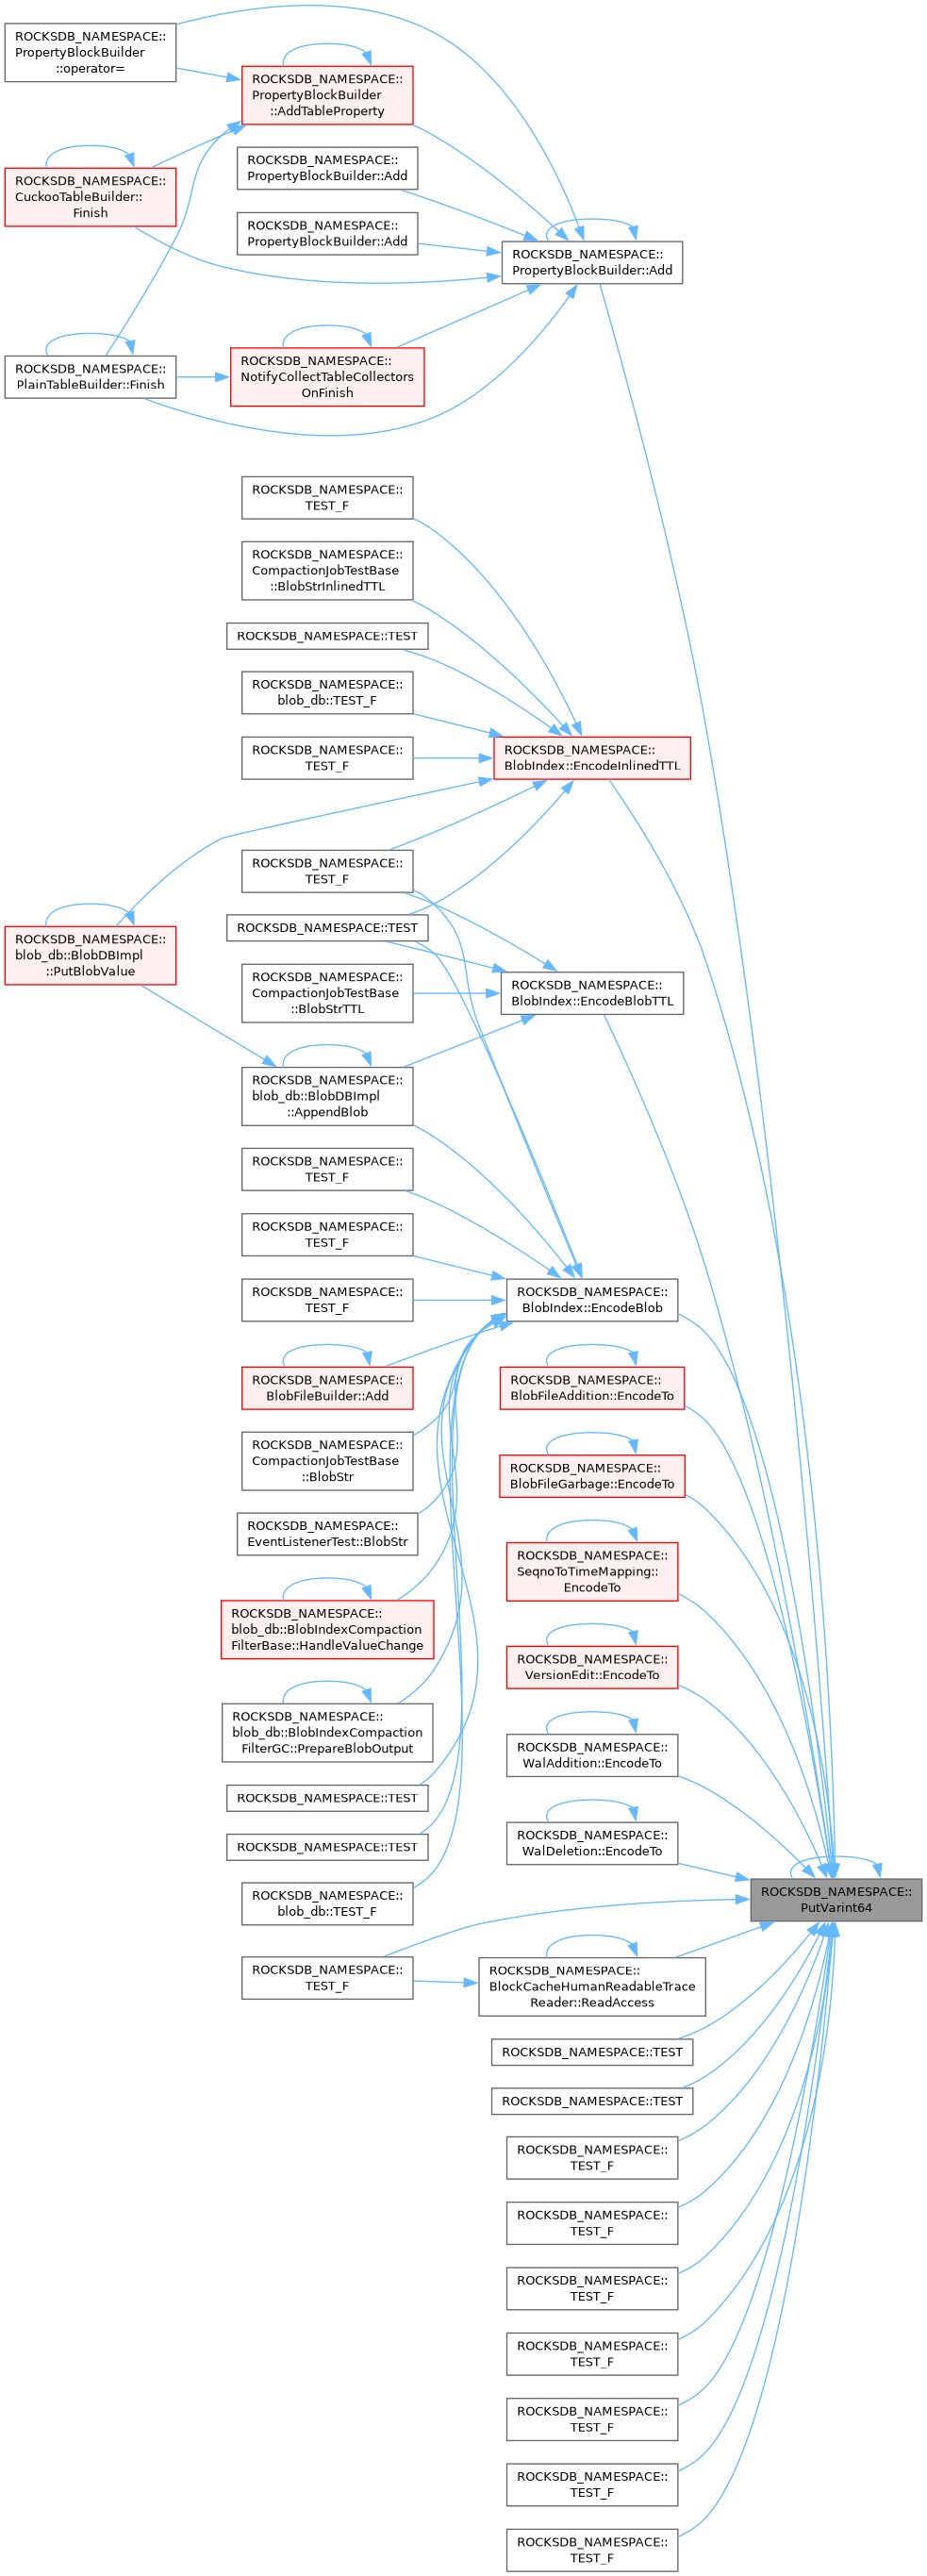 ROCKSDB_NAMESPACE::
PropertyBlockBuilder
::operator=
ROCKSDB_NAMESPACE::
PropertyBlockBuilder
::AddTableProperty
ROCKSDB_NAMESPACE::
PropertyBlockBuilder::Add
ROCKSDB_NAMESPACE::
CuckooTableBuilder::
Finish
ROCKSDB_NAMESPACE::
PropertyBlockBuilder::Add
ROCKSDB_NAMESPACE::
PropertyBlockBuilder::Add
ROCKSDB_NAMESPACE::
PlainTableBuilder::Finish
ROCKSDB_NAMESPACE::
NotifyCollectTableCollectors
OnFinish
ROCKSDB_NAMESPACE::
TEST_F
ROCKSDB_NAMESPACE::
CompactionJobTestBase
::BlobStrInlinedTTL
ROCKSDB_NAMESPACE::TEST
ROCKSDB_NAMESPACE::
blob_db::TEST_F
ROCKSDB_NAMESPACE::
TEST_F
ROCKSDB_NAMESPACE::
BlobIndex::EncodeInlinedTTL
ROCKSDB_NAMESPACE::
TEST_F
ROCKSDB_NAMESPACE::TEST
ROCKSDB_NAMESPACE::
blob_db::BlobDBImpl
::PutBlobValue
ROCKSDB_NAMESPACE::
CompactionJobTestBase
::BlobStrTTL
ROCKSDB_NAMESPACE::
BlobIndex::EncodeBlobTTL
ROCKSDB_NAMESPACE::
blob_db::BlobDBImpl
::AppendBlob
ROCKSDB_NAMESPACE::
TEST_F
ROCKSDB_NAMESPACE::
TEST_F
ROCKSDB_NAMESPACE::
TEST_F
ROCKSDB_NAMESPACE::
BlobIndex::EncodeBlob
ROCKSDB_NAMESPACE::
BlobFileBuilder::Add
ROCKSDB_NAMESPACE::
BlobFileAddition::EncodeTo
ROCKSDB_NAMESPACE::
CompactionJobTestBase
::BlobStr
ROCKSDB_NAMESPACE::
BlobFileGarbage::EncodeTo
ROCKSDB_NAMESPACE::
EventListenerTest::BlobStr
ROCKSDB_NAMESPACE::
SeqnoToTimeMapping::
EncodeTo
ROCKSDB_NAMESPACE::
blob_db::BlobIndexCompaction
FilterBase::HandleValueChange
ROCKSDB_NAMESPACE::
VersionEdit::EncodeTo
ROCKSDB_NAMESPACE::
blob_db::BlobIndexCompaction
FilterGC::PrepareBlobOutput
ROCKSDB_NAMESPACE::
WalAddition::EncodeTo
ROCKSDB_NAMESPACE::TEST
ROCKSDB_NAMESPACE::TEST
ROCKSDB_NAMESPACE::
WalDeletion::EncodeTo
ROCKSDB_NAMESPACE::
blob_db::TEST_F
ROCKSDB_NAMESPACE::
PutVarint64
ROCKSDB_NAMESPACE::
TEST_F
ROCKSDB_NAMESPACE::
BlockCacheHumanReadableTrace
Reader::ReadAccess
ROCKSDB_NAMESPACE::TEST
ROCKSDB_NAMESPACE::TEST
ROCKSDB_NAMESPACE::
TEST_F
ROCKSDB_NAMESPACE::
TEST_F
ROCKSDB_NAMESPACE::
TEST_F
ROCKSDB_NAMESPACE::
TEST_F
ROCKSDB_NAMESPACE::
TEST_F
ROCKSDB_NAMESPACE::
TEST_F
ROCKSDB_NAMESPACE::
TEST_F